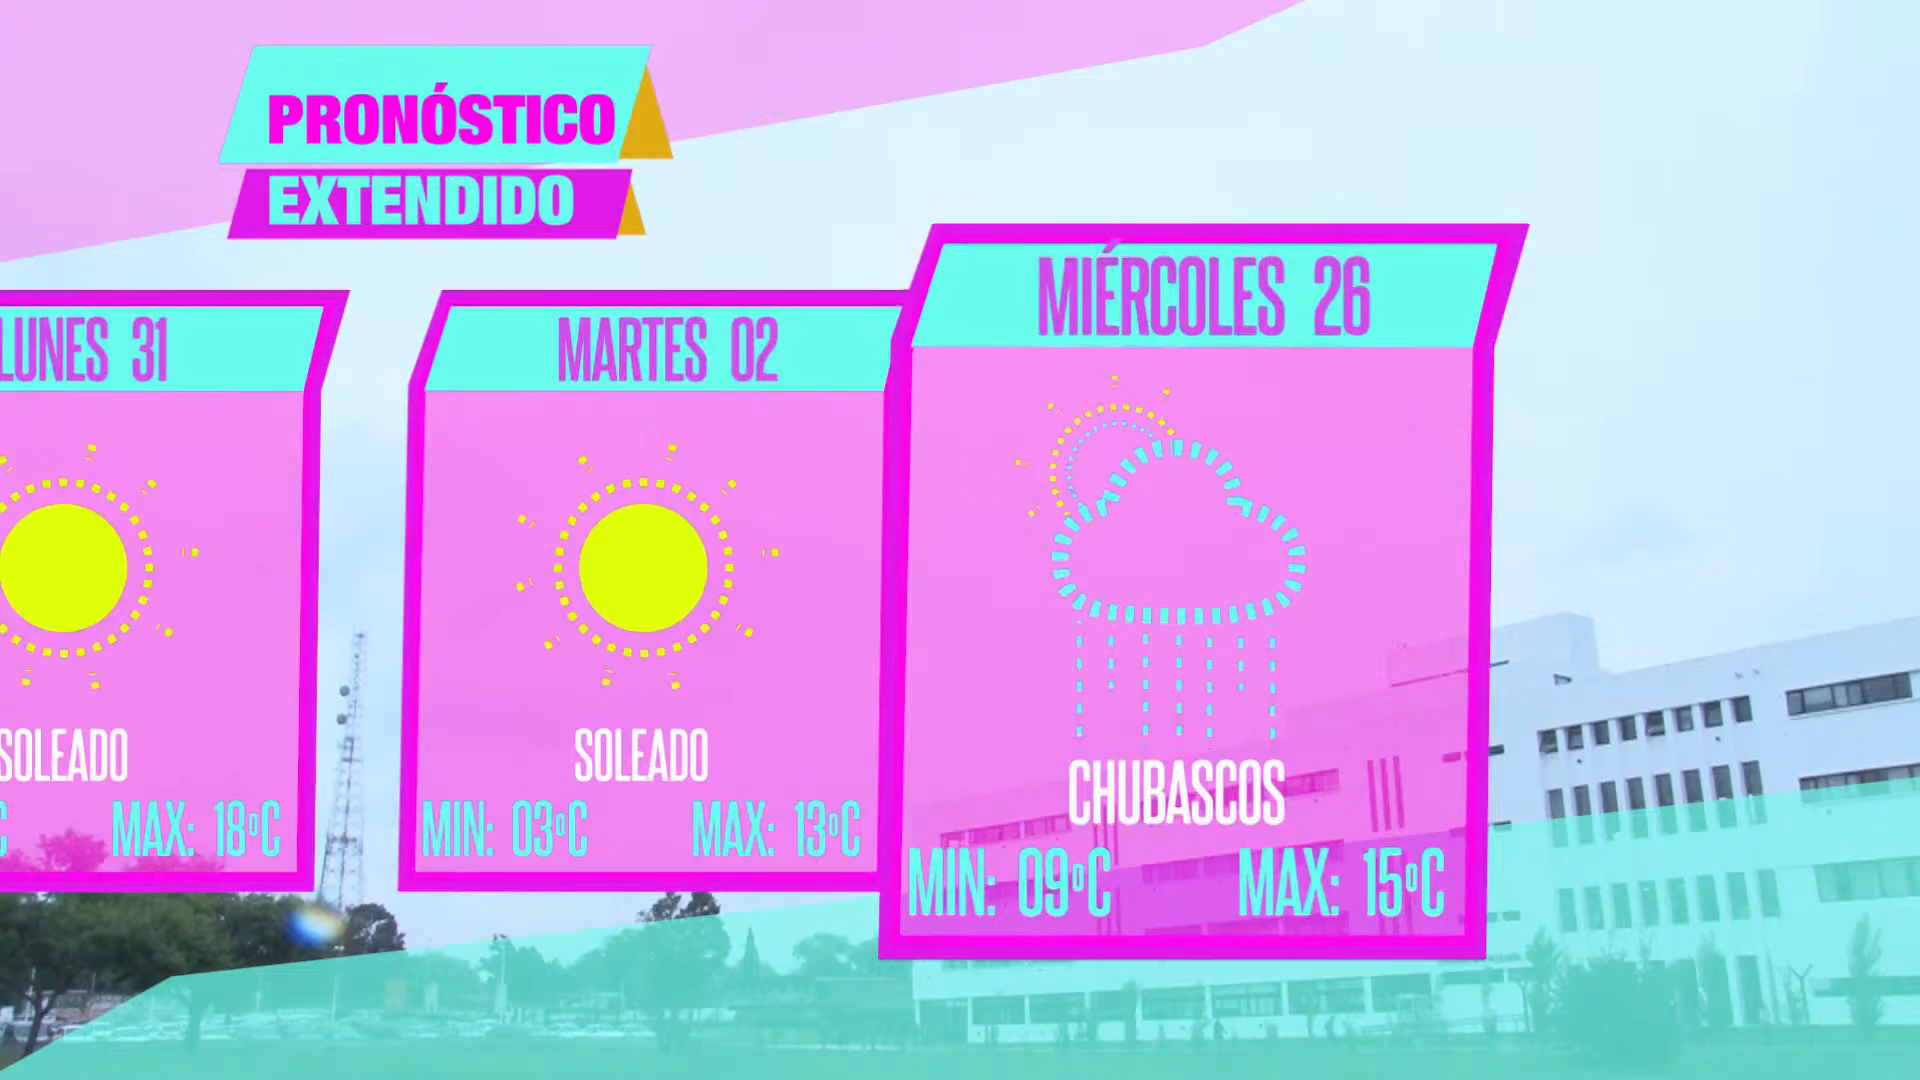 PRONÓSTICO
EXTENDIDO
LUNES 31
SOLEADO
C MAX: 18ºC
MARTES 02
SOLEADO
MIN: 03ºC MAX: 13ºC
MIÉRCOLES 26
CHUBASCOS
MIN: 09ºC MAX: 15ºC